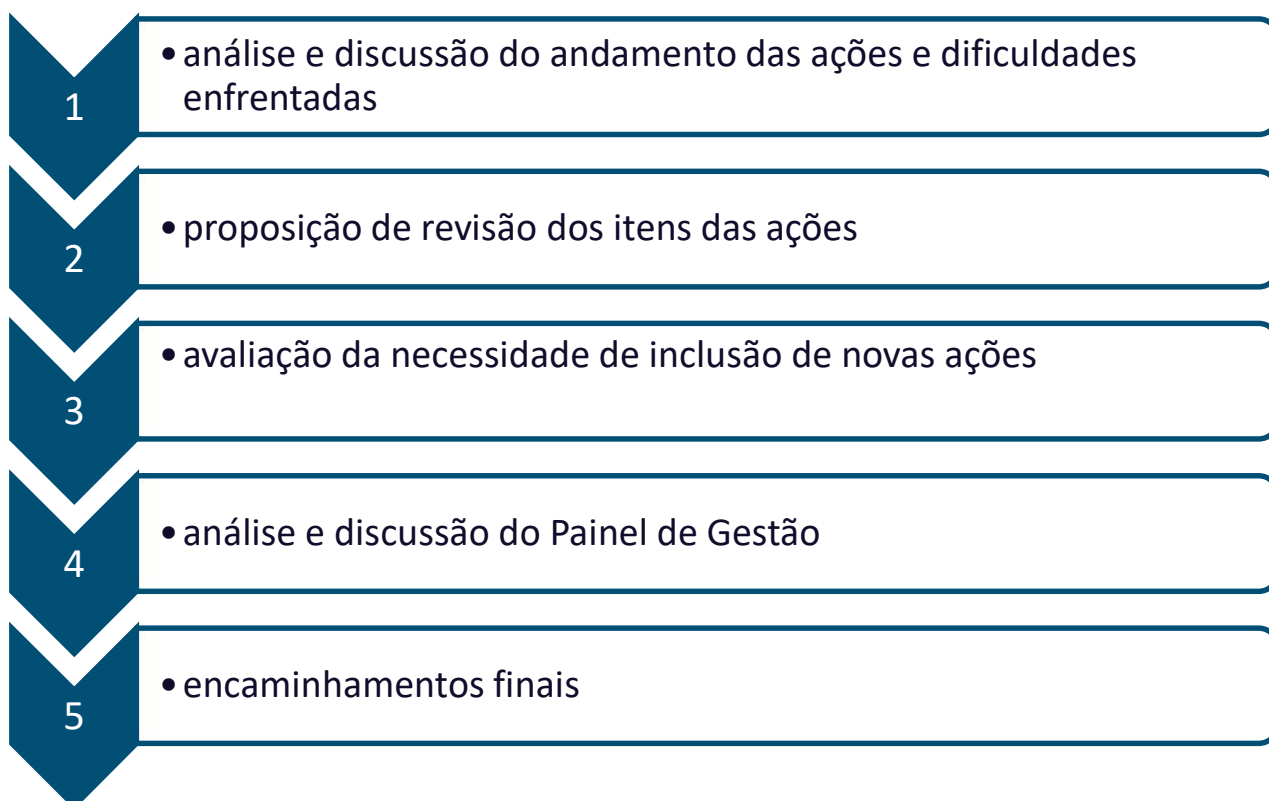 1
• análise e discussão do andamento das ações e dificuldades
enfrentadas
2
• proposição de revisão dos itens das ações
3
• avaliação da necessidade de inclusão de novas ações
4
• análise e discussão do Painel de Gestão
5
• encaminhamentos finais